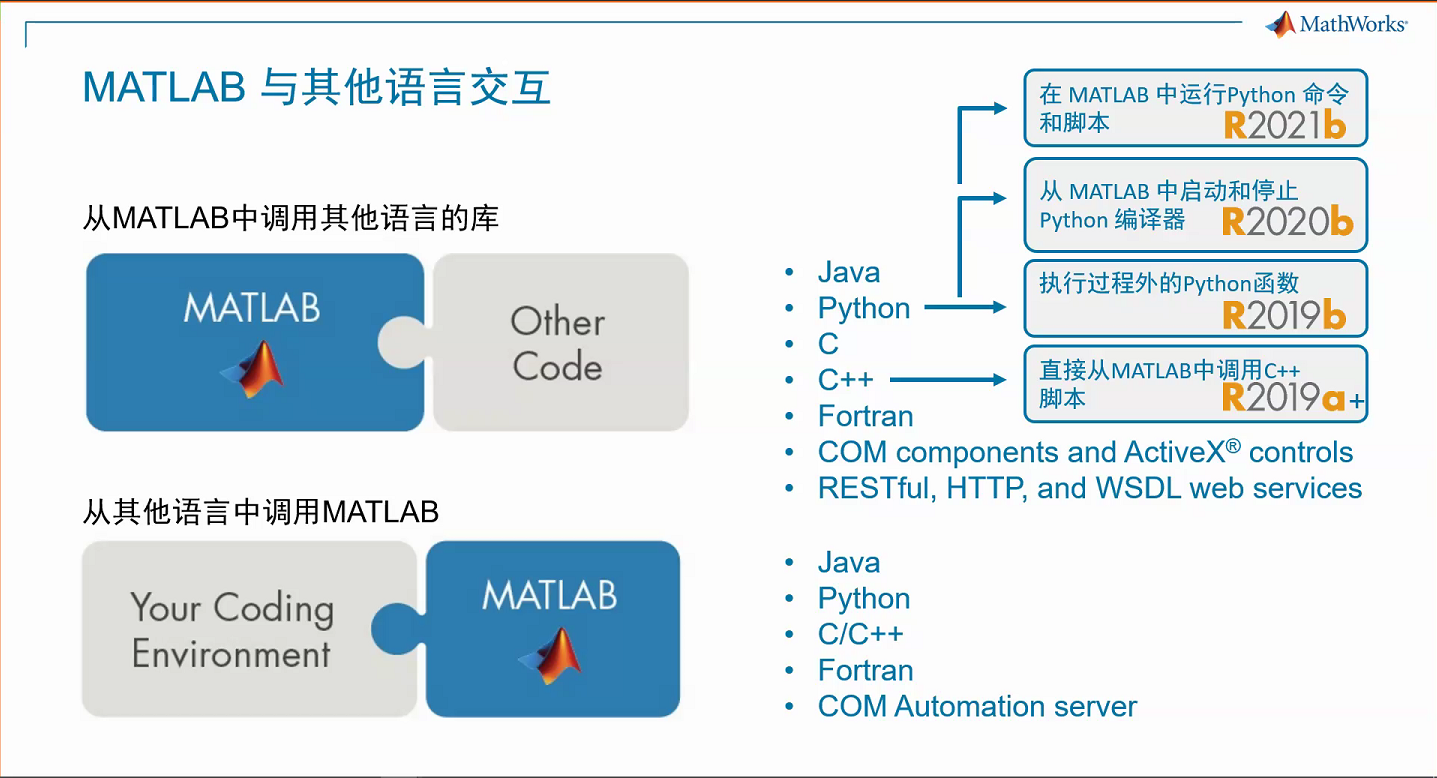 MathWorks®
MATLAB 与其他语言交互
从MATLAB中调用其他语言的库
MATLAB
Other
Code
• Java
• Python
• C
• C++
• Fortran
• COM components and ActiveX® controls
• RESTful, HTTP, and WSDL web services
在 MATLAB 中运行Python 命令
和脚本
R2021b
从 MATLAB 中启动和停止
Python 编译器
R2020b
执行过程外的Python函数
R2019b
直接从MATLAB中调用C++
脚本
R2019a+
从其他语言中调用MATLAB
Your Coding
Environment
MATLAB
• Java
• Python
• C/C++
• Fortran
• COM Automation server